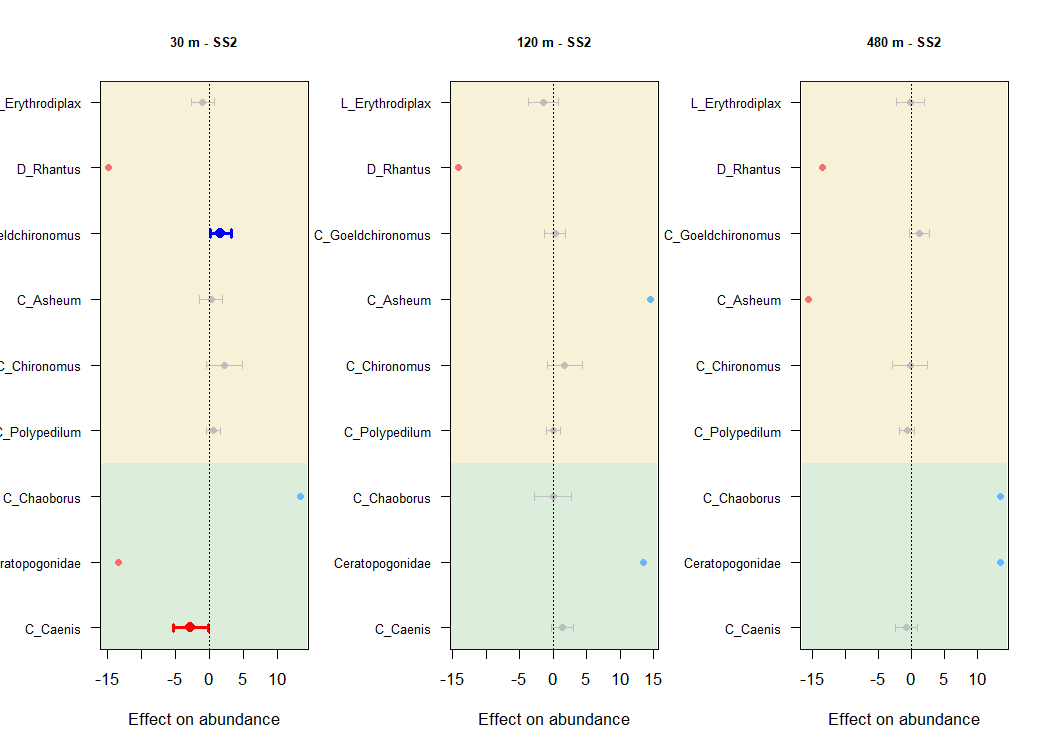 30 m - SS2 120 m - SS2 480 m - SS2
_Erythrodiplax L_Erythrodiplax L_Erythrodiplax
D_Rhantus D_Rhantus D_Rhantus
eldchironomus C_Goeldchironomus C_Goeldchironomus
C_Asheum C_Asheum C_Asheum
C_Chironomus C_Chironomus C_Chironomus
C_Polypedilum C_Polypedilum C_Polypedilum
C_Chaoborus C_Chaoborus C_Chaoborus
ratopogonidae Ceratopogonidae Ceratopogonidae
C_Caenis C_Caenis C_Caenis
-15 -5 0 5 10 -15 -5 0 5 10 15 -15 -5 0 5 10
Effect on abundance Effect on abundance Effect on abundance